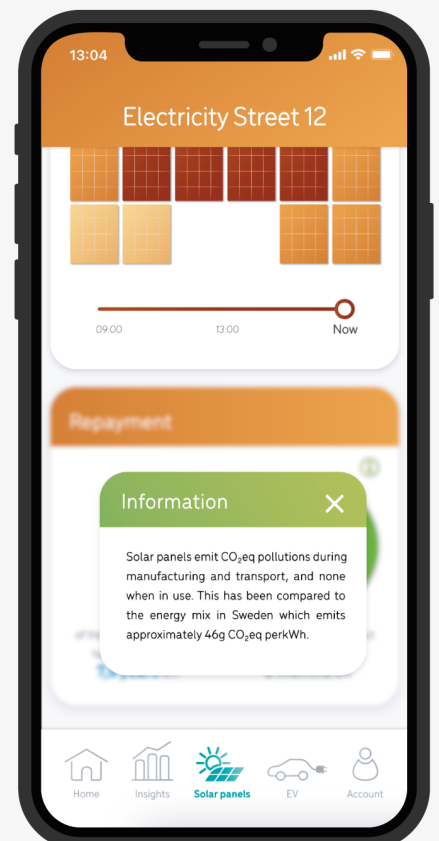 13:04
Electricity Street 12
09:00 13:00 Now
Repayment
Information
Solar panels emit CO₂eq pollutions during
manufacturing and transport, and none
when in use. This has been compared to
the energy mix in Sweden which emits
approximately 46g CO₂eq perkWh.
Home Insights Solar panels EV Account